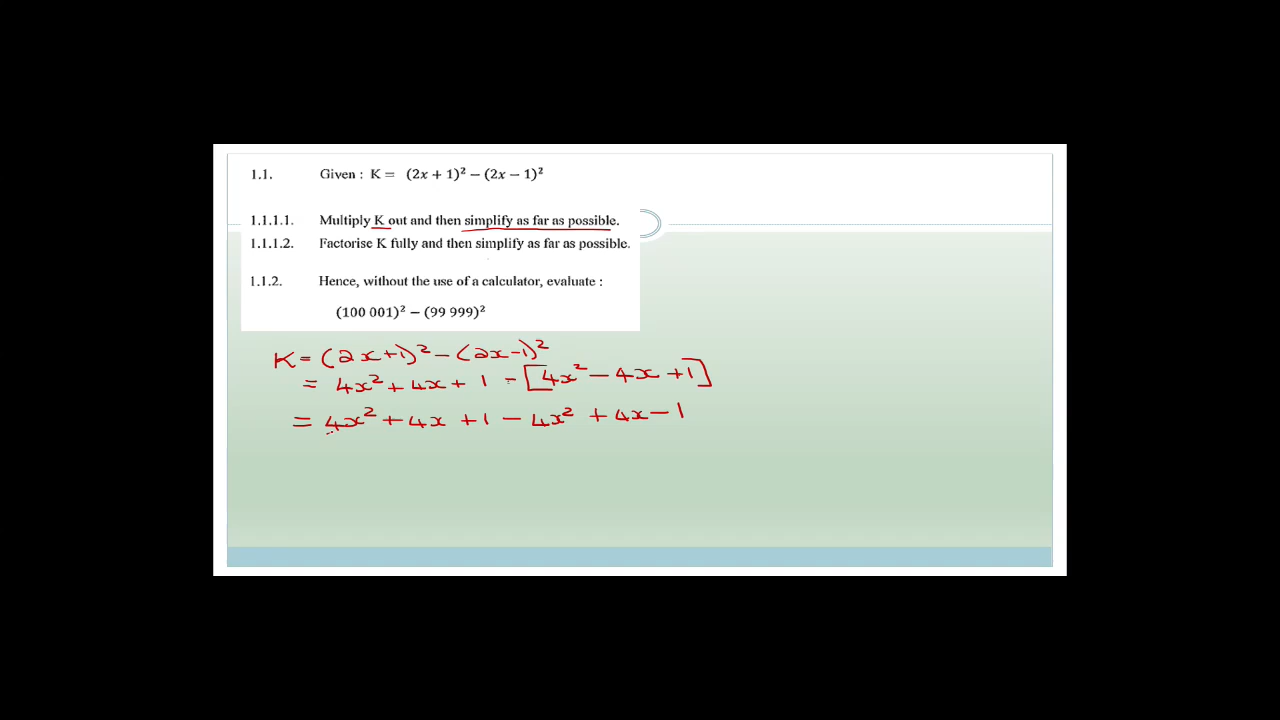 1.1. Given : K = (2x + 1)² − (2x − 1)²
1.1.1.1. Multiply K out and then simplify as far as possible.
1.1.1.2. Factorise K fully and then simplify as far as possible.
1.1.2. Hence, without the use of a calculator, evaluate :
(100 001)² − (99 999)²
K = (2x+1)² − (2x−1)²
= 4x² + 4x + 1 − [4x² − 4x + 1]
= 4x² + 4x + 1 − 4x² + 4x − 1